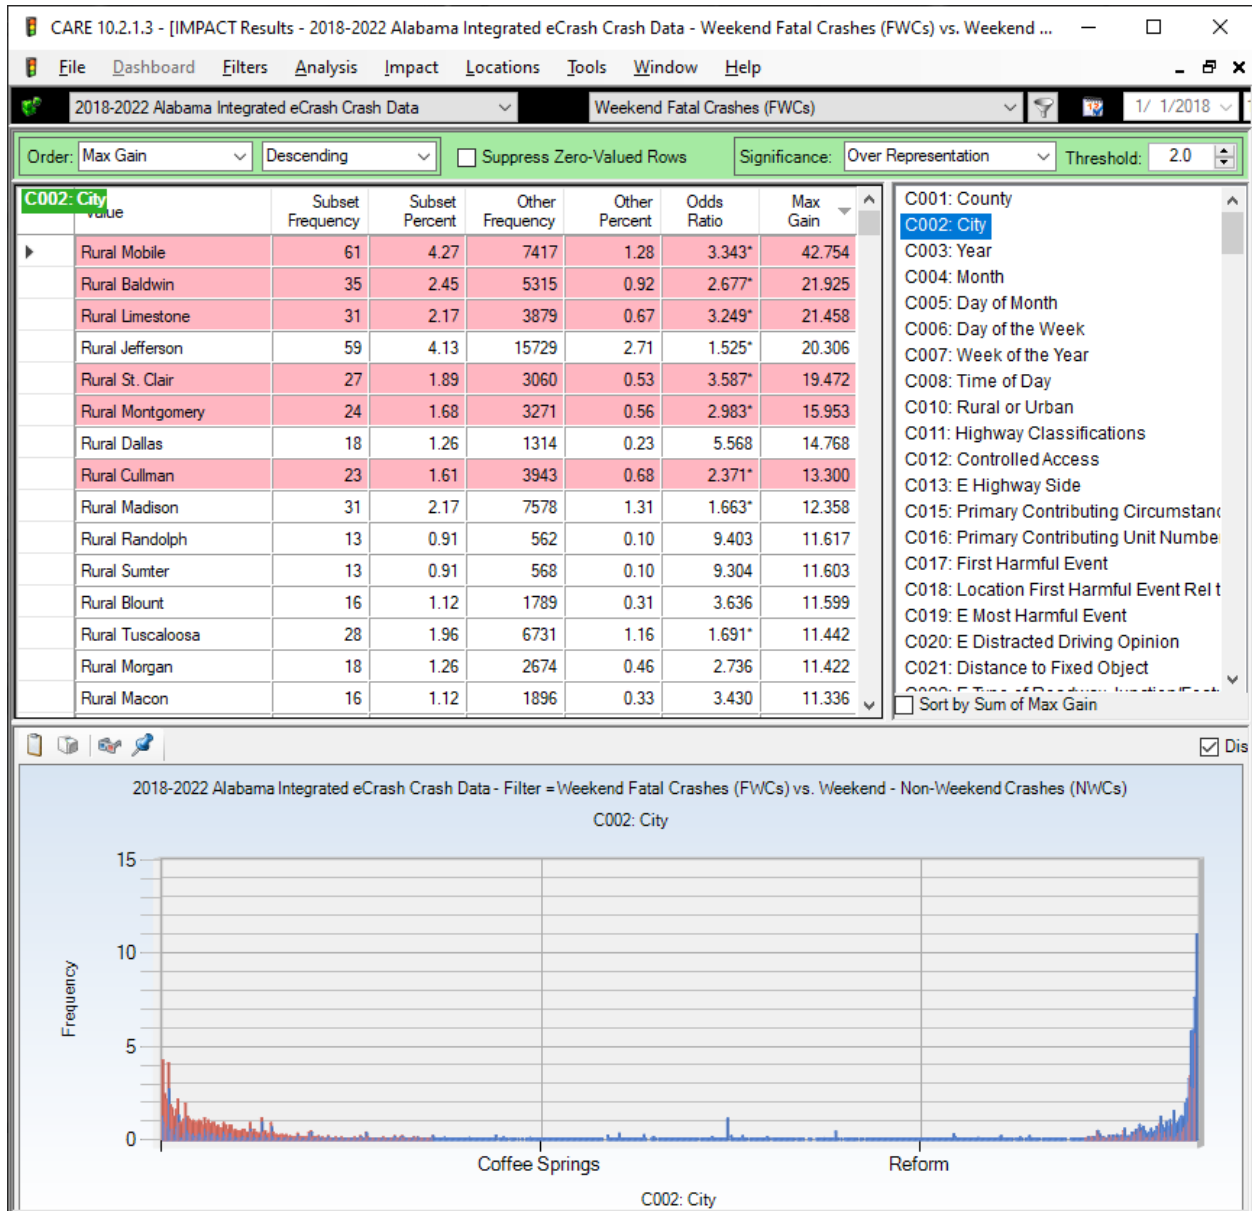 CARE 10.2.1.3 - [IMPACT Results - 2018-2022 Alabama Integrated eCrash Crash Data - Weekend Fatal Crashes (FWCs) vs. Weekend ...
File Dashboard Filters Analysis Impact Locations Tools Window Help
2018-2022 Alabama Integrated eCrash Crash Data Weekend Fatal Crashes (FWCs) 1/ 1/2018
Order: Max Gain Descending Suppress Zero-Valued Rows Significance: Over Representation Threshold: 2.0
C002: City
Value Subset Frequency Subset Percent Other Frequency Other Percent Odds Ratio Max Gain
Rural Mobile 61 4.27 7417 1.28 3.343* 42.754
Rural Baldwin 35 2.45 5315 0.92 2.677* 21.925
Rural Limestone 31 2.17 3879 0.67 3.249* 21.458
Rural Jefferson 59 4.13 15729 2.71 1.525* 20.306
Rural St. Clair 27 1.89 3060 0.53 3.587* 19.472
Rural Montgomery 24 1.68 3271 0.56 2.983* 15.953
Rural Dallas 18 1.26 1314 0.23 5.568 14.768
Rural Cullman 23 1.61 3943 0.68 2.371* 13.300
Rural Madison 31 2.17 7578 1.31 1.663* 12.358
Rural Randolph 13 0.91 562 0.10 9.403 11.617
Rural Sumter 13 0.91 568 0.10 9.304 11.603
Rural Blount 16 1.12 1789 0.31 3.636 11.599
Rural Tuscaloosa 28 1.96 6731 1.16 1.691* 11.442
Rural Morgan 18 1.26 2674 0.46 2.736 11.422
Rural Macon 16 1.12 1896 0.33 3.430 11.336
C001: County
C002: City
C003: Year
C004: Month
C005: Day of Month
C006: Day of the Week
C007: Week of the Year
C008: Time of Day
C010: Rural or Urban
C011: Highway Classifications
C012: Controlled Access
C013: E Highway Side
C015: Primary Contributing Circumstanc
C016: Primary Contributing Unit Numbe
C017: First Harmful Event
C018: Location First Harmful Event Rel t
C019: E Most Harmful Event
C020: E Distracted Driving Opinion
C021: Distance to Fixed Object
Sort by Sum of Max Gain
Dis
2018-2022 Alabama Integrated eCrash Crash Data - Filter = Weekend Fatal Crashes (FWCs) vs. Weekend - Non-Weekend Crashes (NWCs)
C002: City
15
10
5
0
Frequency
Coffee Springs Reform
C002: City